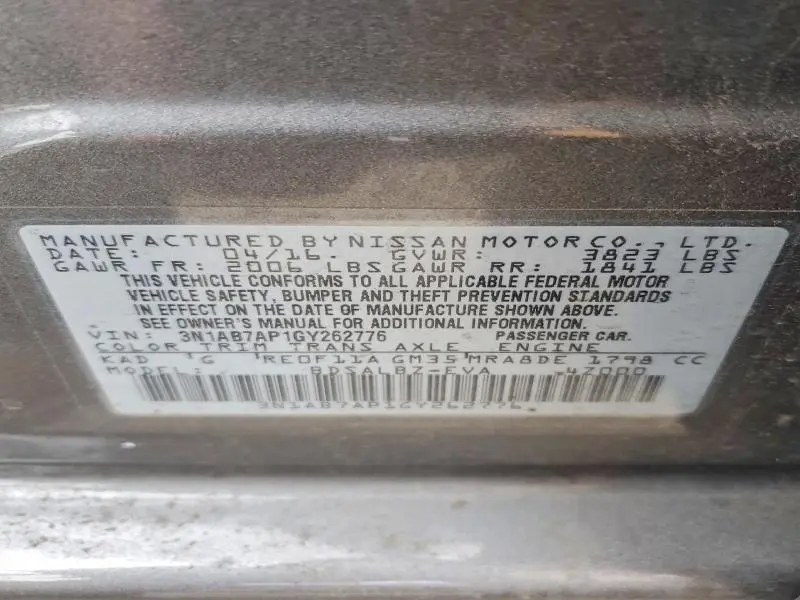 MANUFACTURED BY NISSAN MOTOR CO., LTD.
DATE: 04/16. GVWR: 3823 LBS
GAWR FR: 2006 LBS GAWR RR: 1841 LBS
THIS VEHICLE CONFORMS TO ALL APPLICABLE FEDERAL MOTOR
VEHICLE SAFETY, BUMPER AND THEFT PREVENTION STANDARDS
IN EFFECT ON THE DATE OF MANUFACTURE SHOWN ABOVE.
SEE OWNER'S MANUAL FOR ADDITIONAL INFORMATION.
VIN: 3N1AB7AP1GY262776 PASSENGER CAR.
COLOR TRIM TRANS AXLE ENGINE
KAD G RE0F11A GM35 MRA8DE 1798 CC
MODEL: BDSALBZ-EVA 47000
3N1AB7AP1GY262776